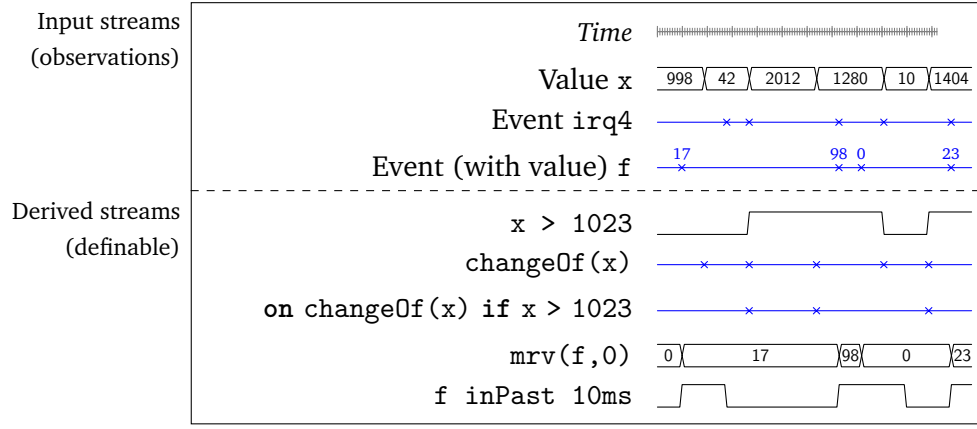 Input streams
(observations)
Time
Value x 998 42 2012 1280 10 1404
Event irq4
17 98 0 23
Event (with value) f
Derived streams
(definable)
x > 1023
changeOf(x)
on changeOf(x) if x > 1023
mrv(f,0) 0 17 98 0 23
f inPast 10ms